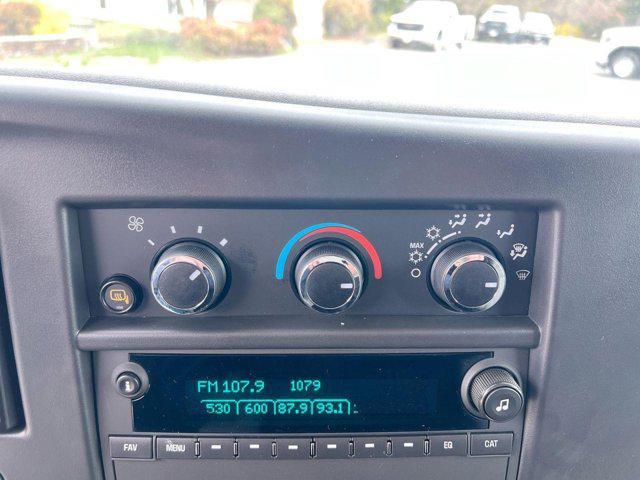 MAX
FM 107.9 1079
530 600 87.9 93.1
FAV MENU EQ CAT